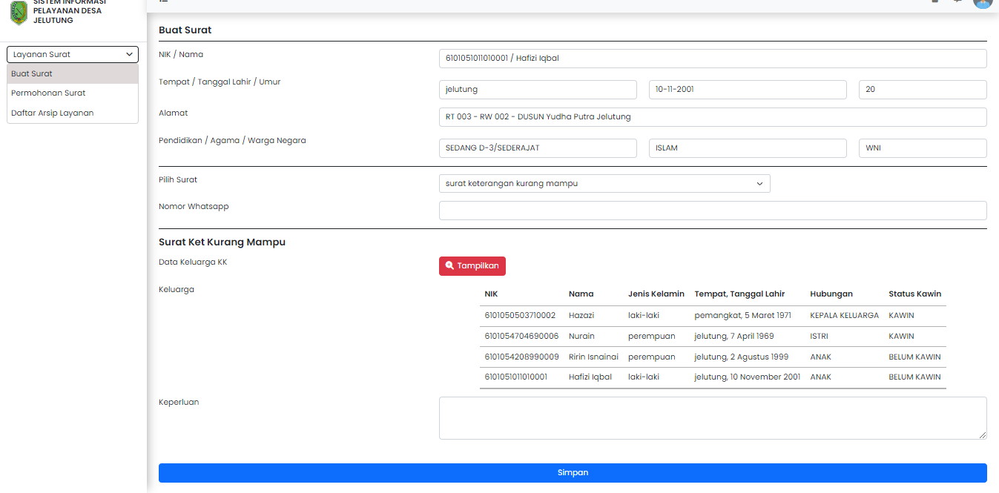 SISTEM INFORMASI
PELAYANAN DESA
JELUTUNG
Layanan Surat
Buat Surat
Permohonan Surat
Daftar Arsip Layanan
Buat Surat
NIK / Nama
6101051011010001 / Hafizi Iqbal
Tempat / Tanggal Lahir / Umur
jelutung 10-11-2001 20
Alamat
RT 003 - RW 002 - DUSUN Yudha Putra Jelutung
Pendidikan / Agama / Warga Negara
SEDANG D-3/SEDERAJAT ISLAM WNI
Pilih Surat
surat keterangan kurang mampu
Nomor Whatsapp
Surat Ket Kurang Mampu
Data Keluarga KK
Tampilkan
Keluarga
NIK Nama Jenis Kelamin Tempat, Tanggal Lahir Hubungan Status Kawin
6101050503710002 Hazazi laki-laki pemangkat, 5 Maret 1971 KEPALA KELUARGA KAWIN
6101054704690006 Nurain perempuan jelutung, 7 April 1969 ISTRI KAWIN
6101054208990009 Ririn Isnainai perempuan jelutung, 2 Agustus 1999 ANAK BELUM KAWIN
6101051011010001 Hafizi Iqbal laki-laki jelutung, 10 November 2001 ANAK BELUM KAWIN
Keperluan
Simpan